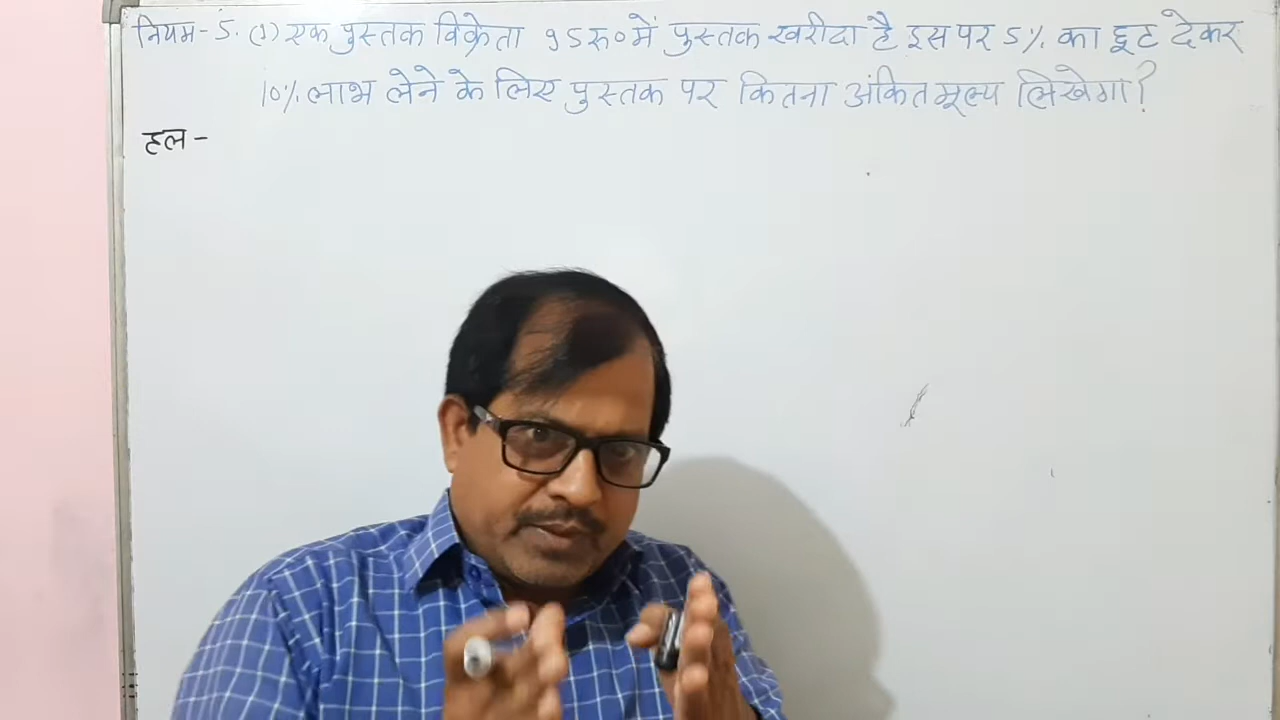 नियम- 5. (1) एक पुस्तक विक्रेता 95 रु० में पुस्तक खरीदा है इस पर 5% का छूट देकर
10% लाभ लेने के लिए पुस्तक पर कितना अंकित मूल्य लिखेगा?
हल -